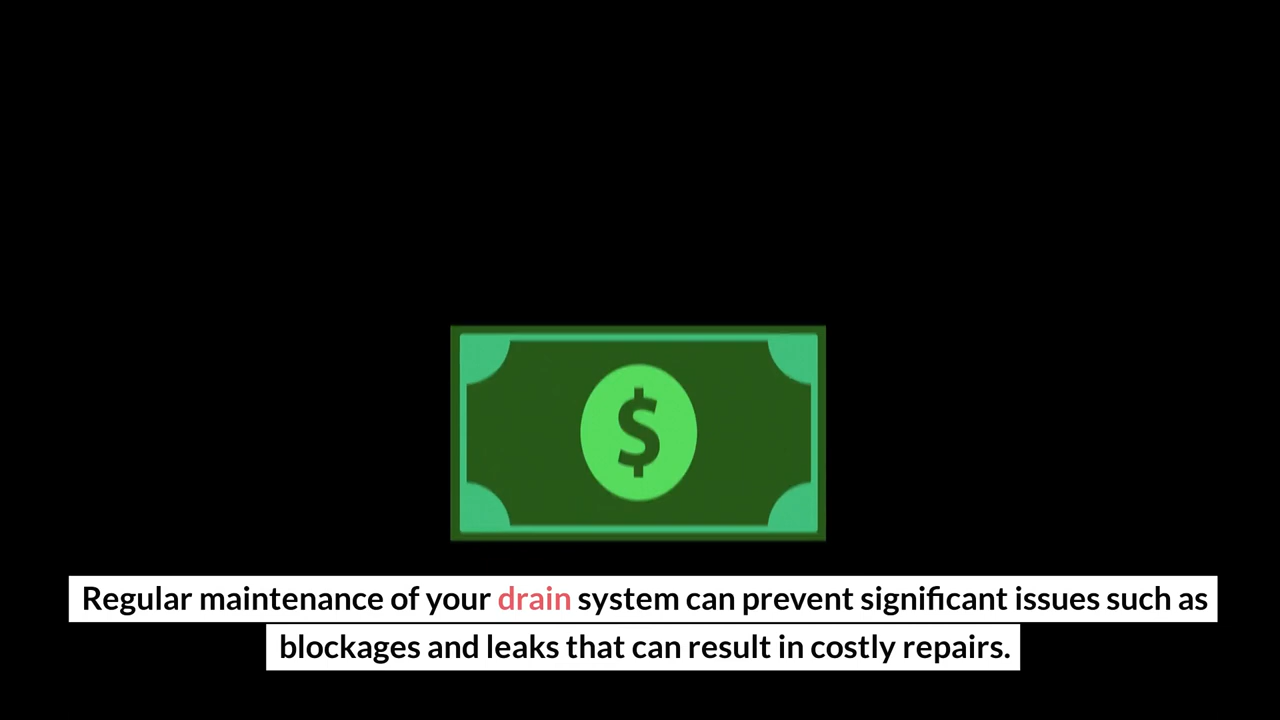 $
Regular maintenance of your drain system can prevent significant issues such as
blockages and leaks that can result in costly repairs.